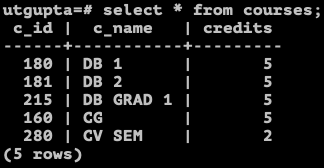 utgupta=# select * from courses;
 c_id |  c_name   | credits
------+-----------+---------
  180 | DB 1      |       5
  181 | DB 2      |       5
  215 | DB GRAD 1 |       5
  160 | CG        |       5
  280 | CV SEM    |       2
(5 rows)